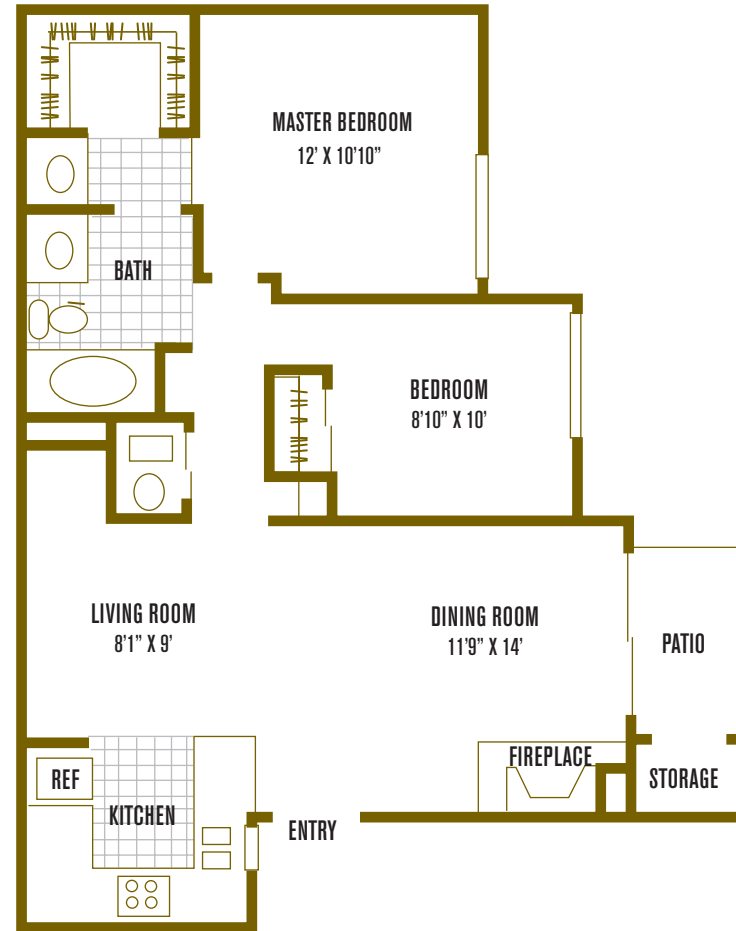 MASTER BEDROOM
12' X 10'10”
BATH
BEDROOM
8'10” X 10'
LIVING ROOM
8'1” X 9'
DINING ROOM
11'9” X 14'
PATIO
FIREPLACE
STORAGE
REF
KITCHEN
ENTRY